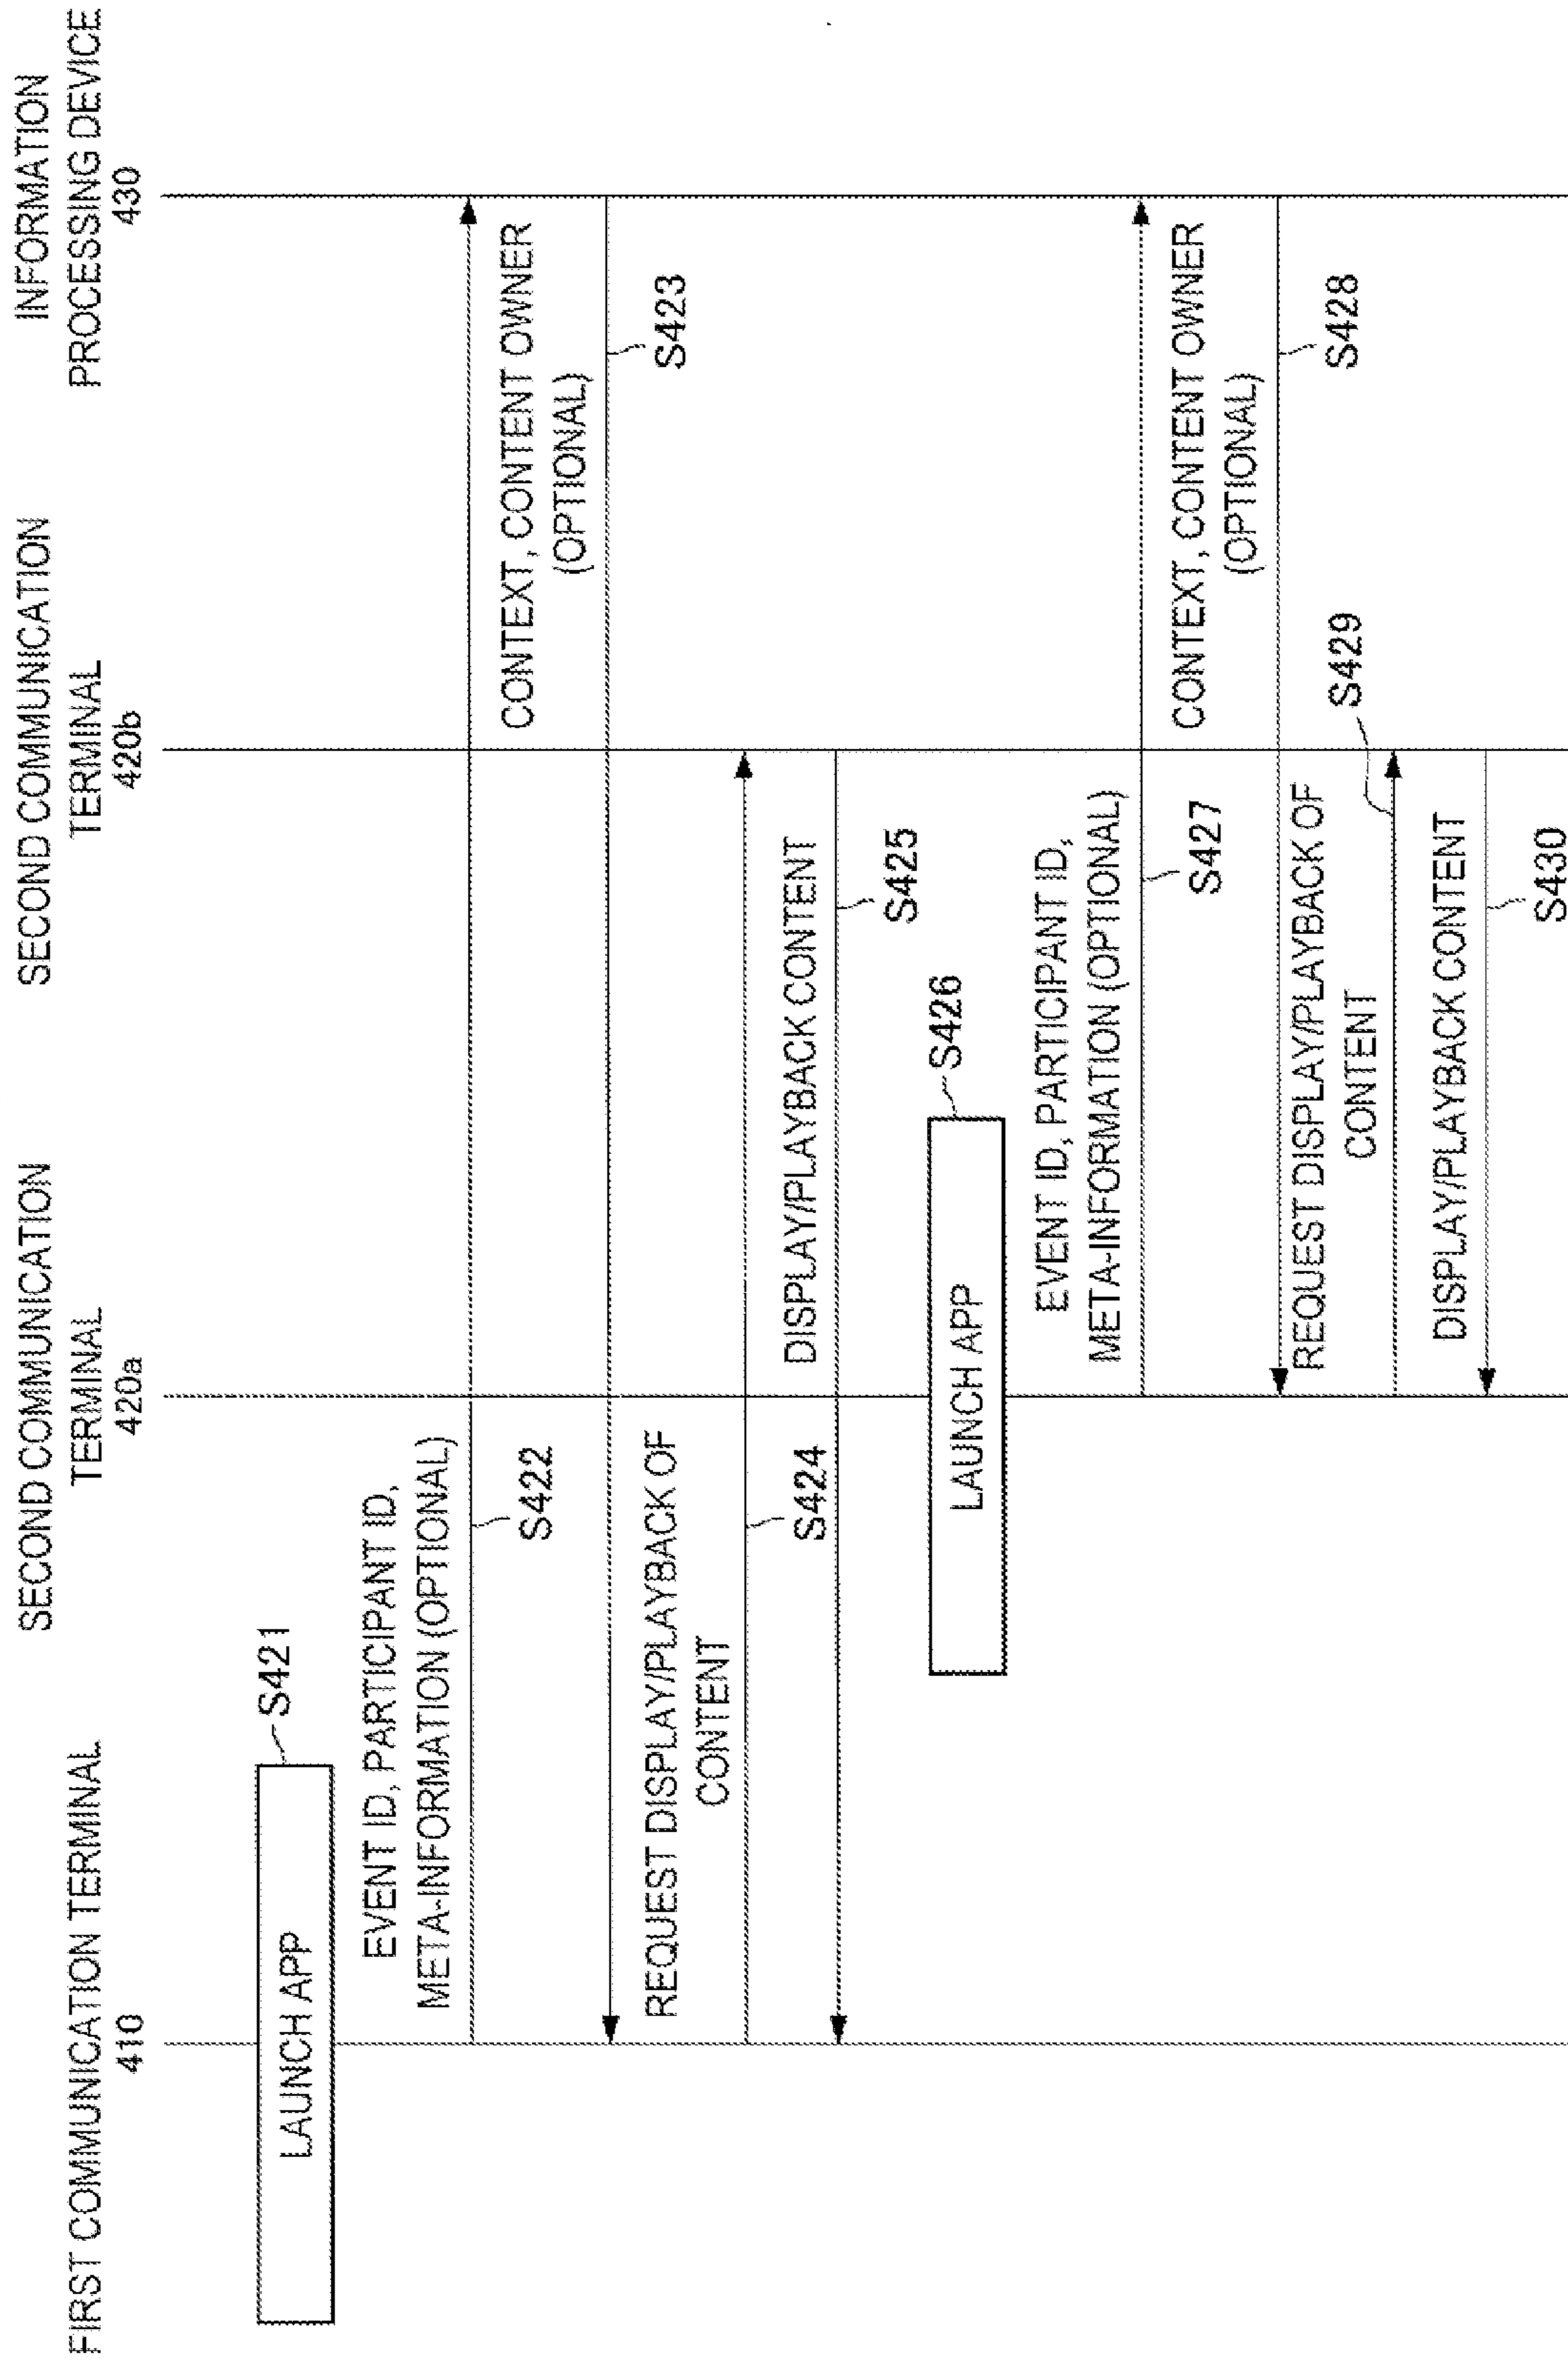 FIRST COMMUNICATION TERMINAL
410
SECOND COMMUNICATION
TERMINAL
420a
SECOND COMMUNICATION
TERMINAL
420b
INFORMATION
PROCESSING DEVICE
430
LAUNCH APP
S421
EVENT ID, PARTICIPANT ID,
META-INFORMATION (OPTIONAL)
S422
CONTEXT, CONTENT OWNER
(OPTIONAL)
S423
REQUEST DISPLAY/PLAYBACK OF
CONTENT
S424
DISPLAY/PLAYBACK CONTENT
S425
LAUNCH APP
S426
EVENT ID, PARTICIPANT ID,
META-INFORMATION (OPTIONAL)
S427
CONTEXT, CONTENT OWNER
(OPTIONAL)
S428
REQUEST DISPLAY/PLAYBACK OF
CONTENT
S429
DISPLAY/PLAYBACK CONTENT
S430